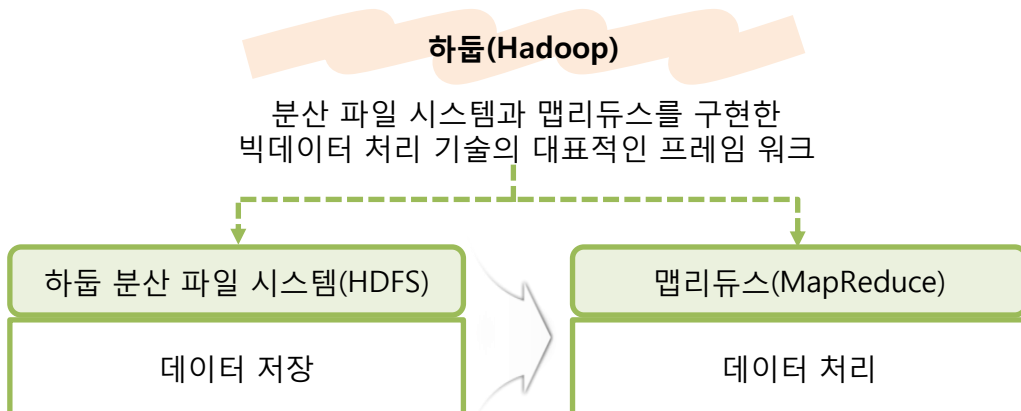 하둡(Hadoop)
분산 파일 시스템과 맵리듀스를 구현한
빅데이터 처리 기술의 대표적인 프레임 워크
하둡 분산 파일 시스템(HDFS)
맵리듀스(MapReduce)
데이터 저장
데이터 처리